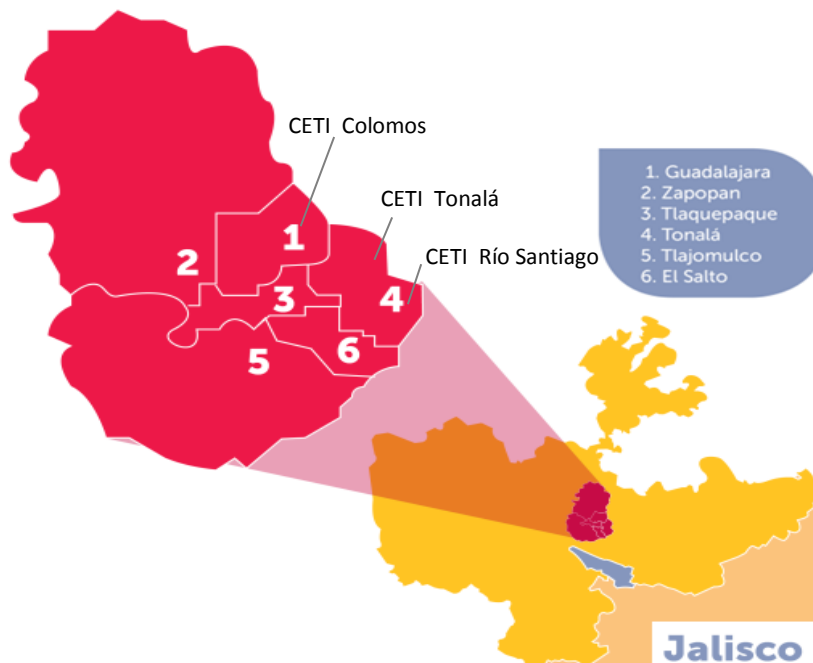 CETI Colomos
CETI Tonalá
CETI Río Santiago
1
2
3
4
5
6
1. Guadalajara
2. Zapopan
3. Tlaquepaque
4. Tonalá
5. Tlajomulco
6. El Salto
Jalisco